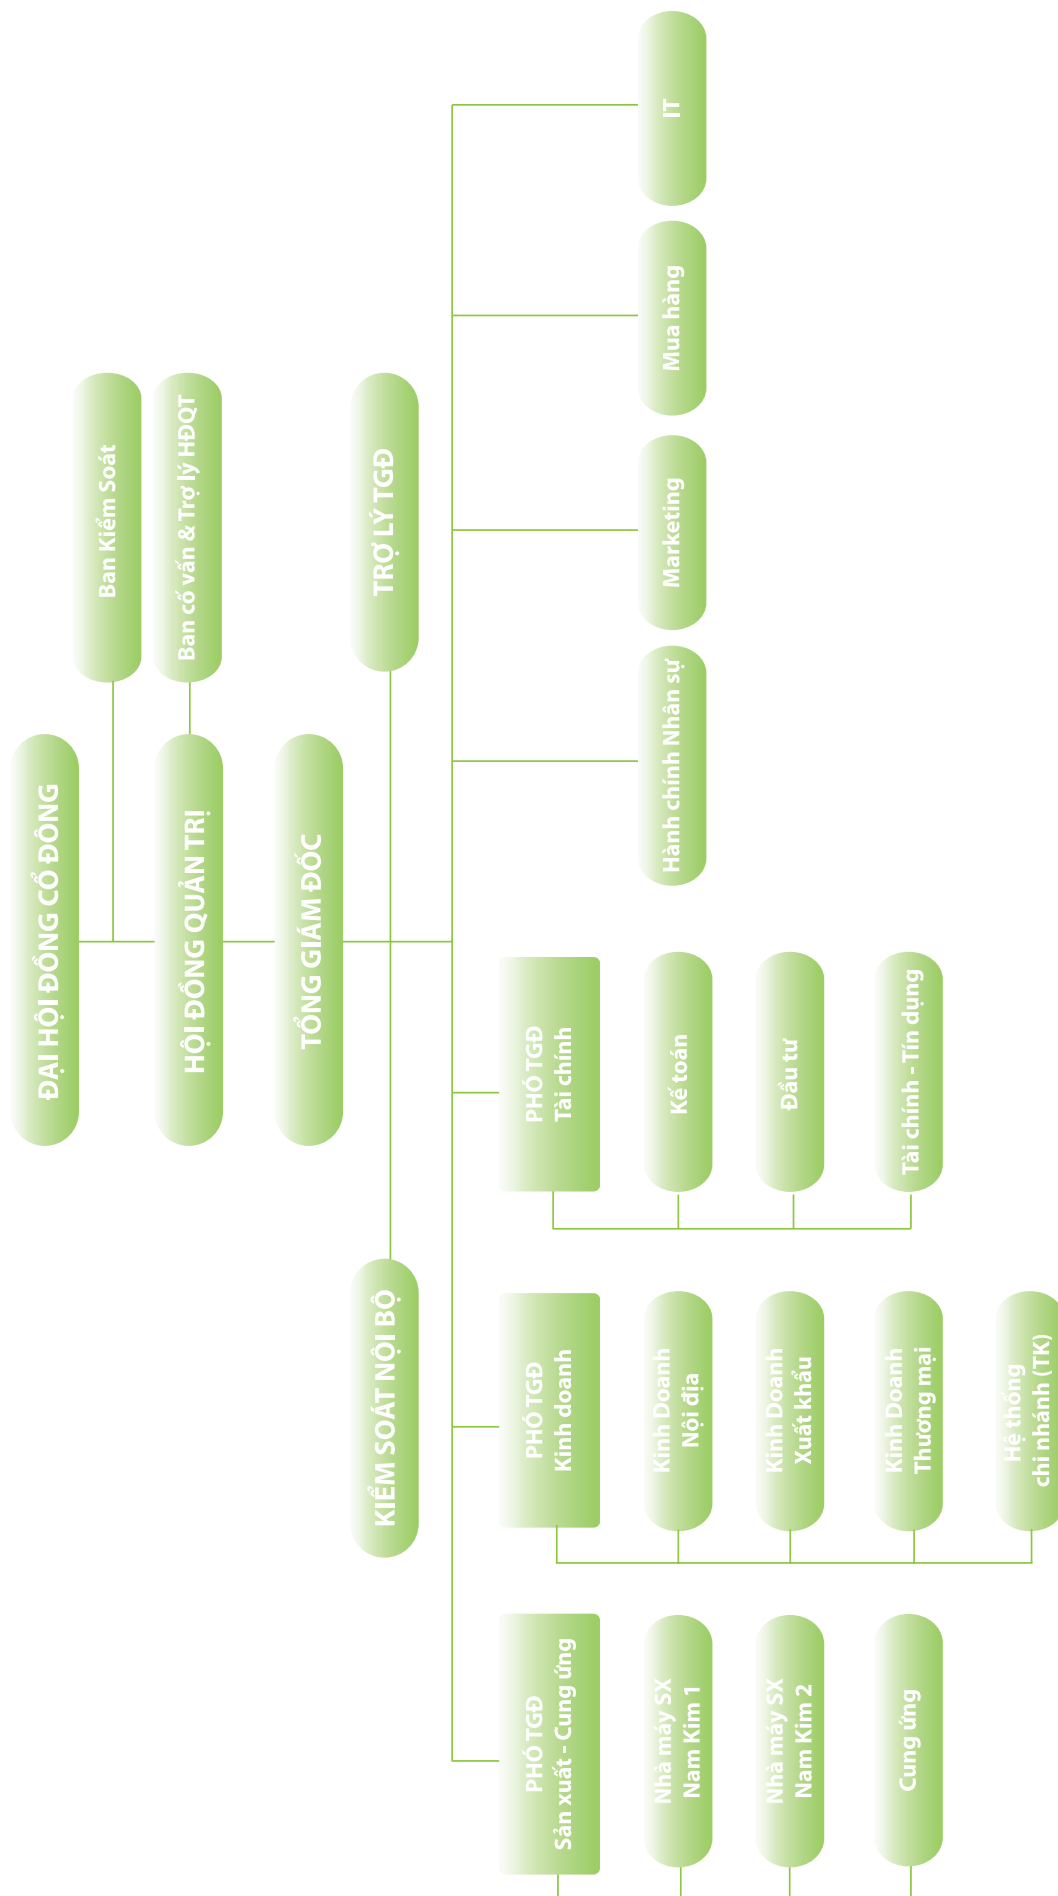 ĐẠI HỘI ĐỒNG CỔ ĐÔNG
Ban Kiểm Soát
HỘI ĐỒNG QUẢN TRỊ
Ban cố vấn & Trợ lý HĐQT
TỔNG GIÁM ĐỐC
KIỂM SOÁT NỘI BỘ
TRỢ LÝ TGĐ
PHÓ TGĐ
Sản xuất - Cung ứng
Nhà máy SX
Nam Kim 1
Nhà máy SX
Nam Kim 2
Cung ứng
PHÓ TGĐ
Kinh doanh
Kinh Doanh
Nội địa
Kinh Doanh
Xuất khẩu
Kinh Doanh
Thương mại
Hệ thống
chi nhánh (TK)
PHÓ TGĐ
Tài chính
Kế toán
Đầu tư
Tài chính - Tín dụng
Hành chính Nhân sự
Marketing
Mua hàng
IT